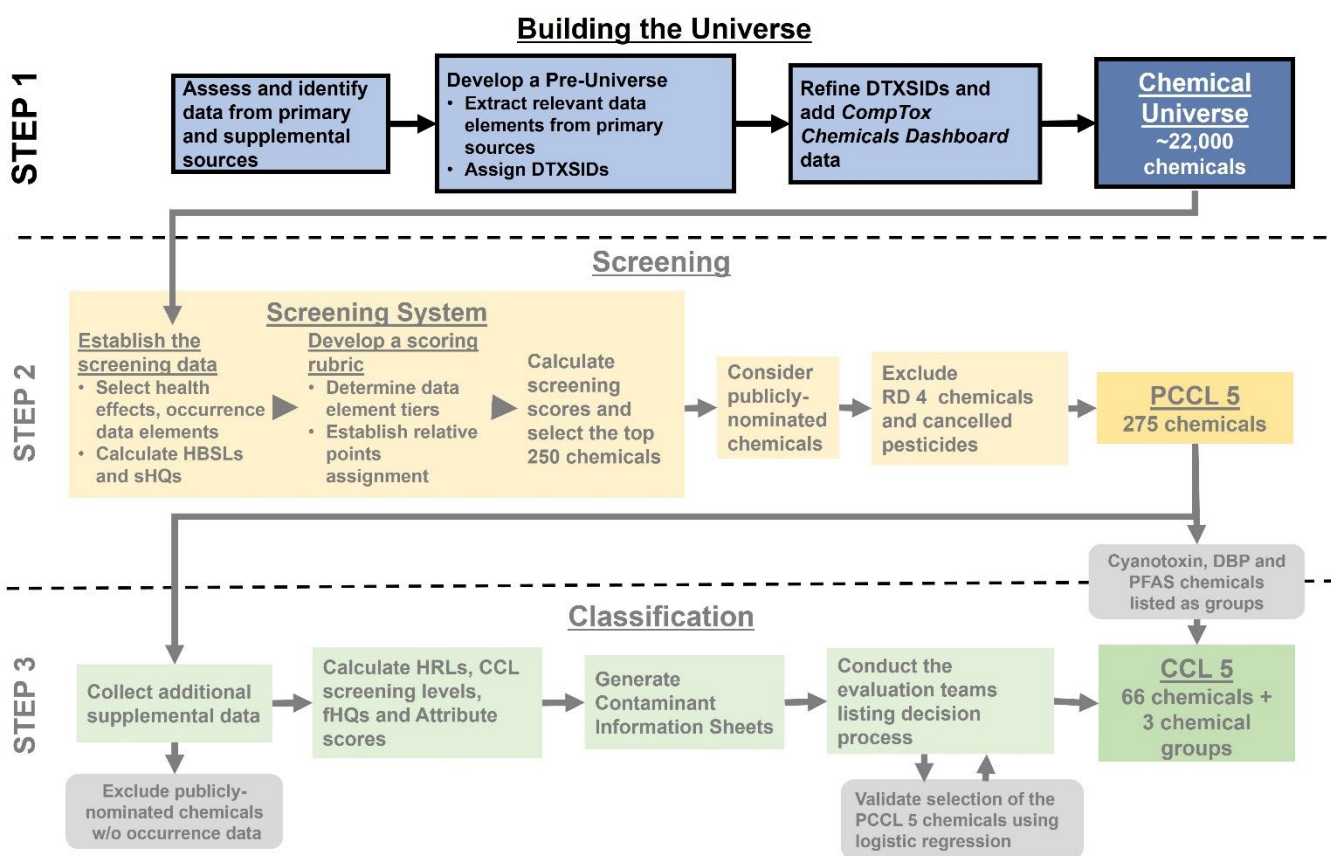 Building the Universe
STEP 1
Assess and identify
data from primary
and supplemental
sources
Develop a Pre-Universe
• Extract relevant data
elements from primary
sources
• Assign DTXSIDs
Refine DTXSIDs and
add CompTox
Chemicals Dashboard
data
Chemical
Universe
~22,000
chemicals
Screening
STEP 2
Screening System
Establish the
screening data
• Select health
effects, occurrence
data elements
• Calculate HBSLs
and sHQs
Develop a scoring
rubric
• Determine data
element tiers
• Establish relative
points
assignment
Calculate
screening
scores and
select the top
250 chemicals
Consider
publicly-
nominated
chemicals
Exclude
RD 4 chemicals
and cancelled
pesticides
PCCL 5
275 chemicals
Cyanotoxin, DBP and
PFAS chemicals
listed as groups
Classification
STEP 3
Collect additional
supplemental data
Exclude publicly-
nominated chemicals
w/o occurrence data
Calculate HRLs, CCL
screening levels,
fHQs and Attribute
scores
Generate
Contaminant
Information Sheets
Conduct the
evaluation teams
listing decision
process
Validate selection of the
PCCL 5 chemicals using
logistic regression
CCL 5
66 chemicals +
3 chemical
groups